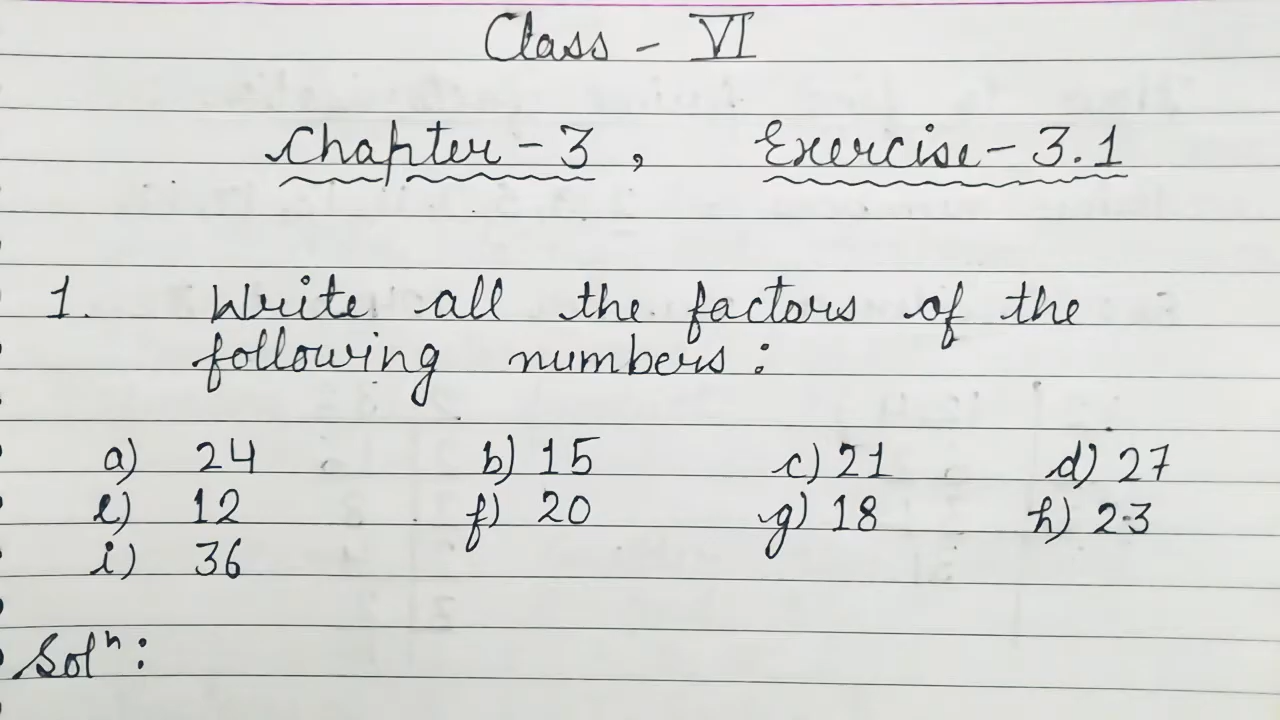 Class - VI
Chapter - 3, Exercise - 3.1
1. Write all the factors of the
following numbers:
a) 24 b) 15 c) 21 d) 27
e) 12 f) 20 g) 18 h) 23
i) 36
Solⁿ: